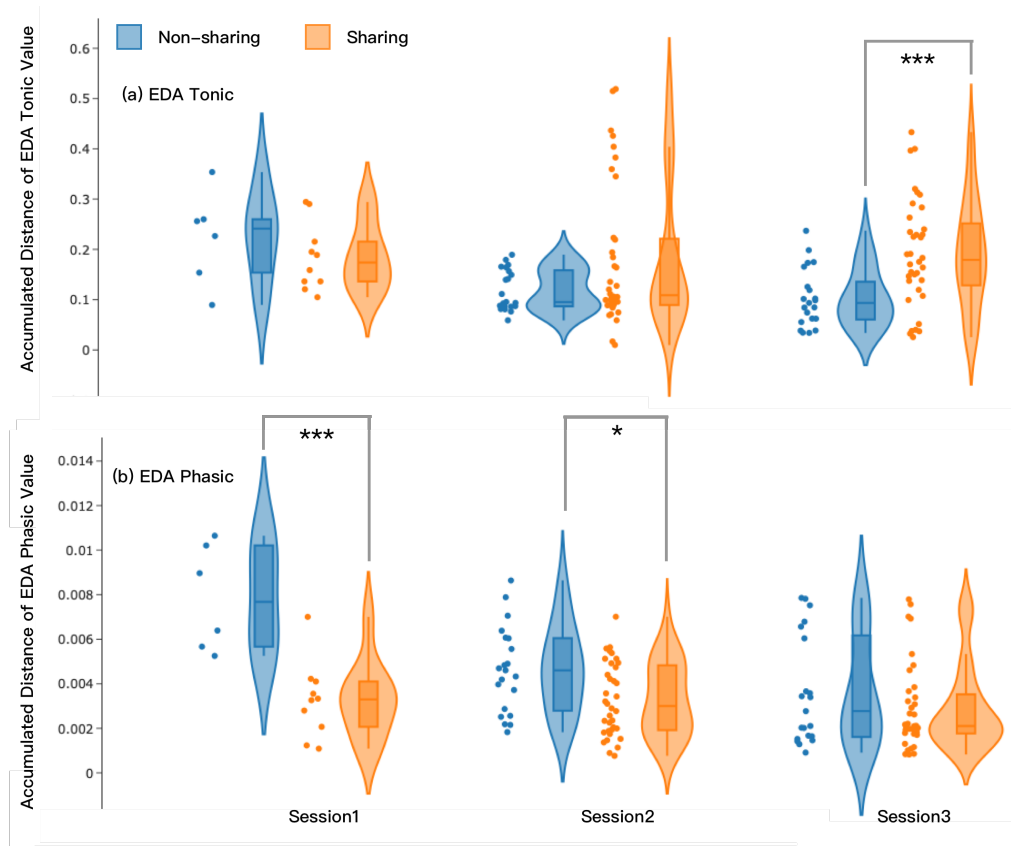 Accumulated Distance of EDA Tonic Value
Non-sharing
Sharing
(a) EDA Tonic
0.6
0.5
0.4
0.3
0.2
0.1
0
***
Accumulated Distance of EDA Phasic Value
(b) EDA Phasic
0.014
0.012
0.01
0.008
0.006
0.004
0.002
0
***
*
Session1
Session2
Session3